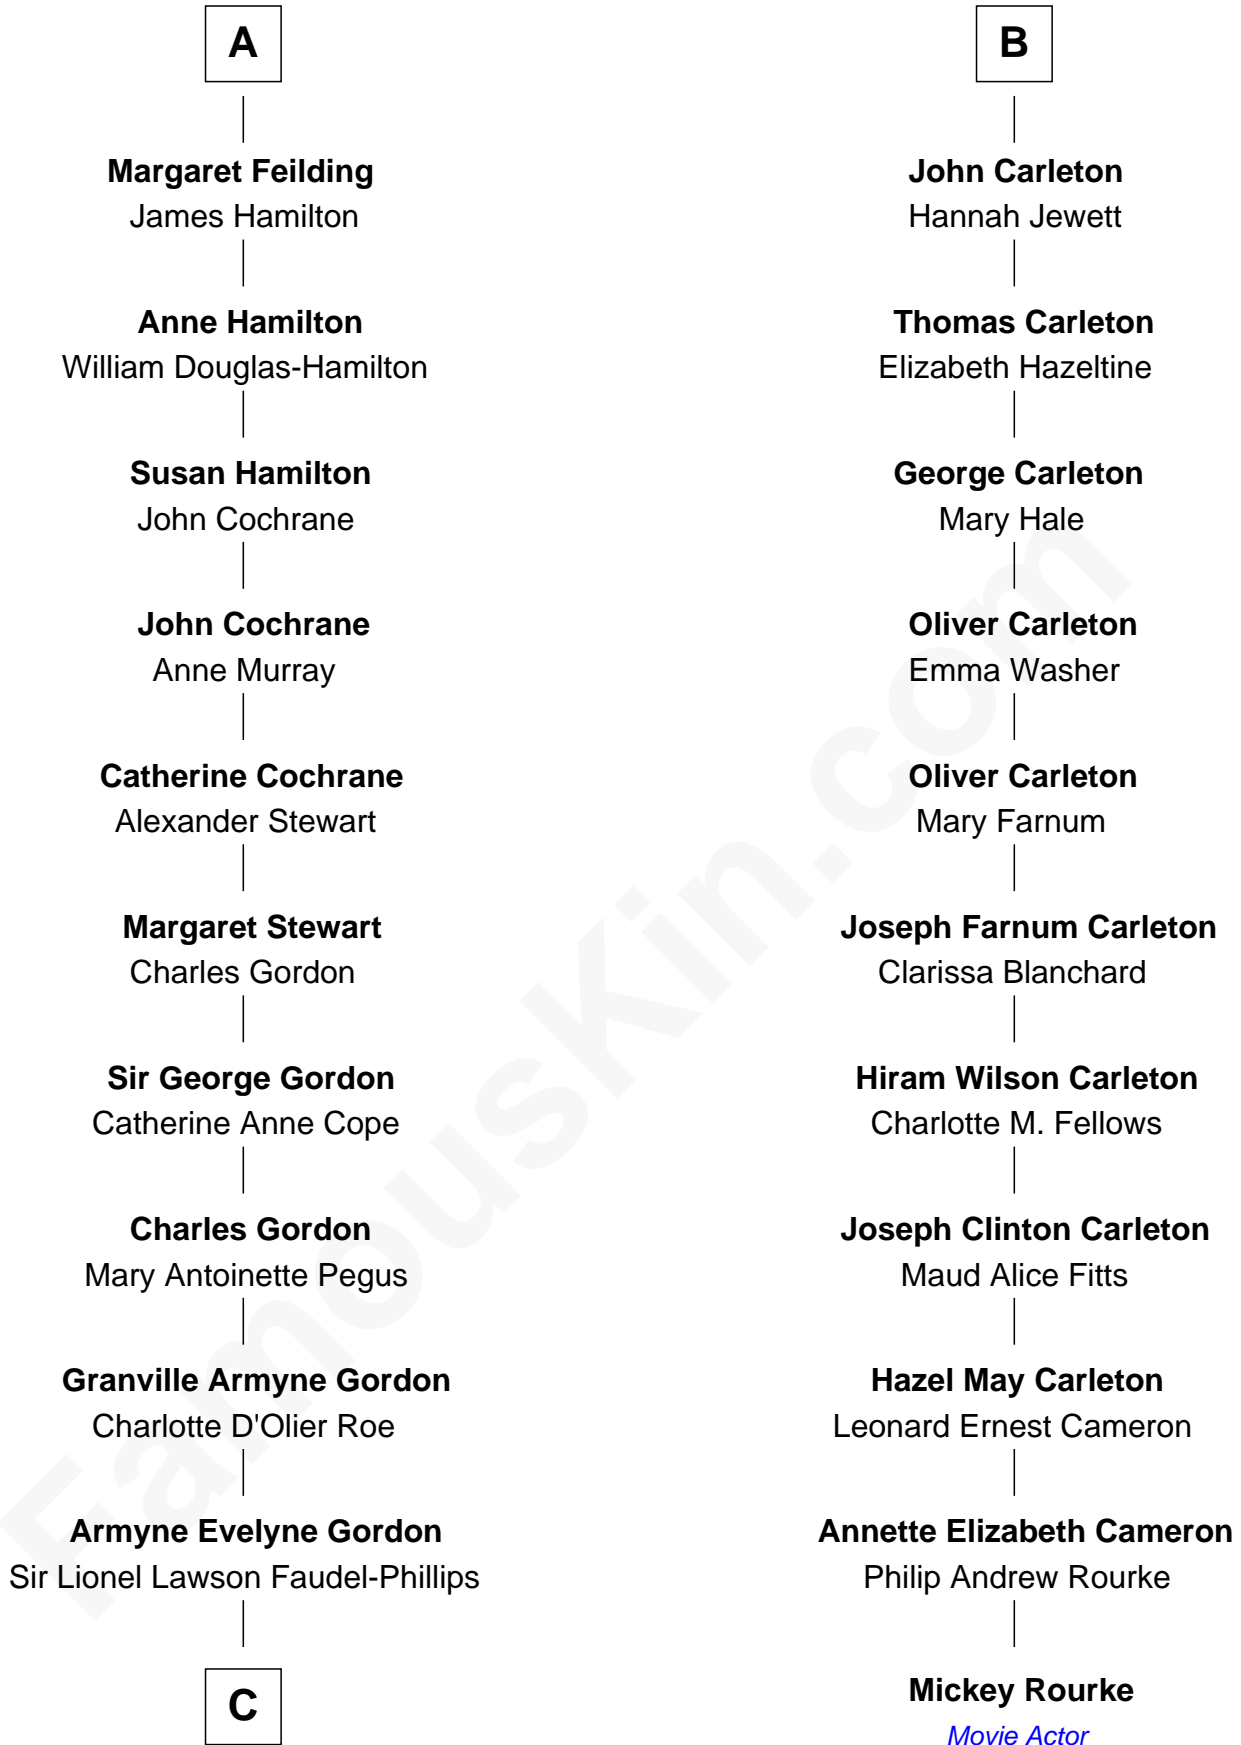 A
Margaret Feilding
James Hamilton
Anne Hamilton
William Douglas-Hamilton
Susan Hamilton
John Cochrane
John Cochrane
Anne Murray
Catherine Cochrane
Alexander Stewart
Margaret Stewart
Charles Gordon
Sir George Gordon
Catherine Anne Cope
Charles Gordon
Mary Antoinette Pegus
Granville Armyne Gordon
Charlotte D'Olier Roe
Armyne Evelyne Gordon
Sir Lionel Lawson Faudel-Phillips
C
B
John Carleton
Hannah Jewett
Thomas Carleton
Elizabeth Hazeltine
George Carleton
Mary Hale
Oliver Carleton
Emma Washer
Oliver Carleton
Mary Farnum
Joseph Farnum Carleton
Clarissa Blanchard
Hiram Wilson Carleton
Charlotte M. Fellows
Joseph Clinton Carleton
Maud Alice Fitts
Hazel May Carleton
Leonard Ernest Cameron
Annette Elizabeth Cameron
Philip Andrew Rourke
Mickey Rourke
Movie Actor
FamousKin.com